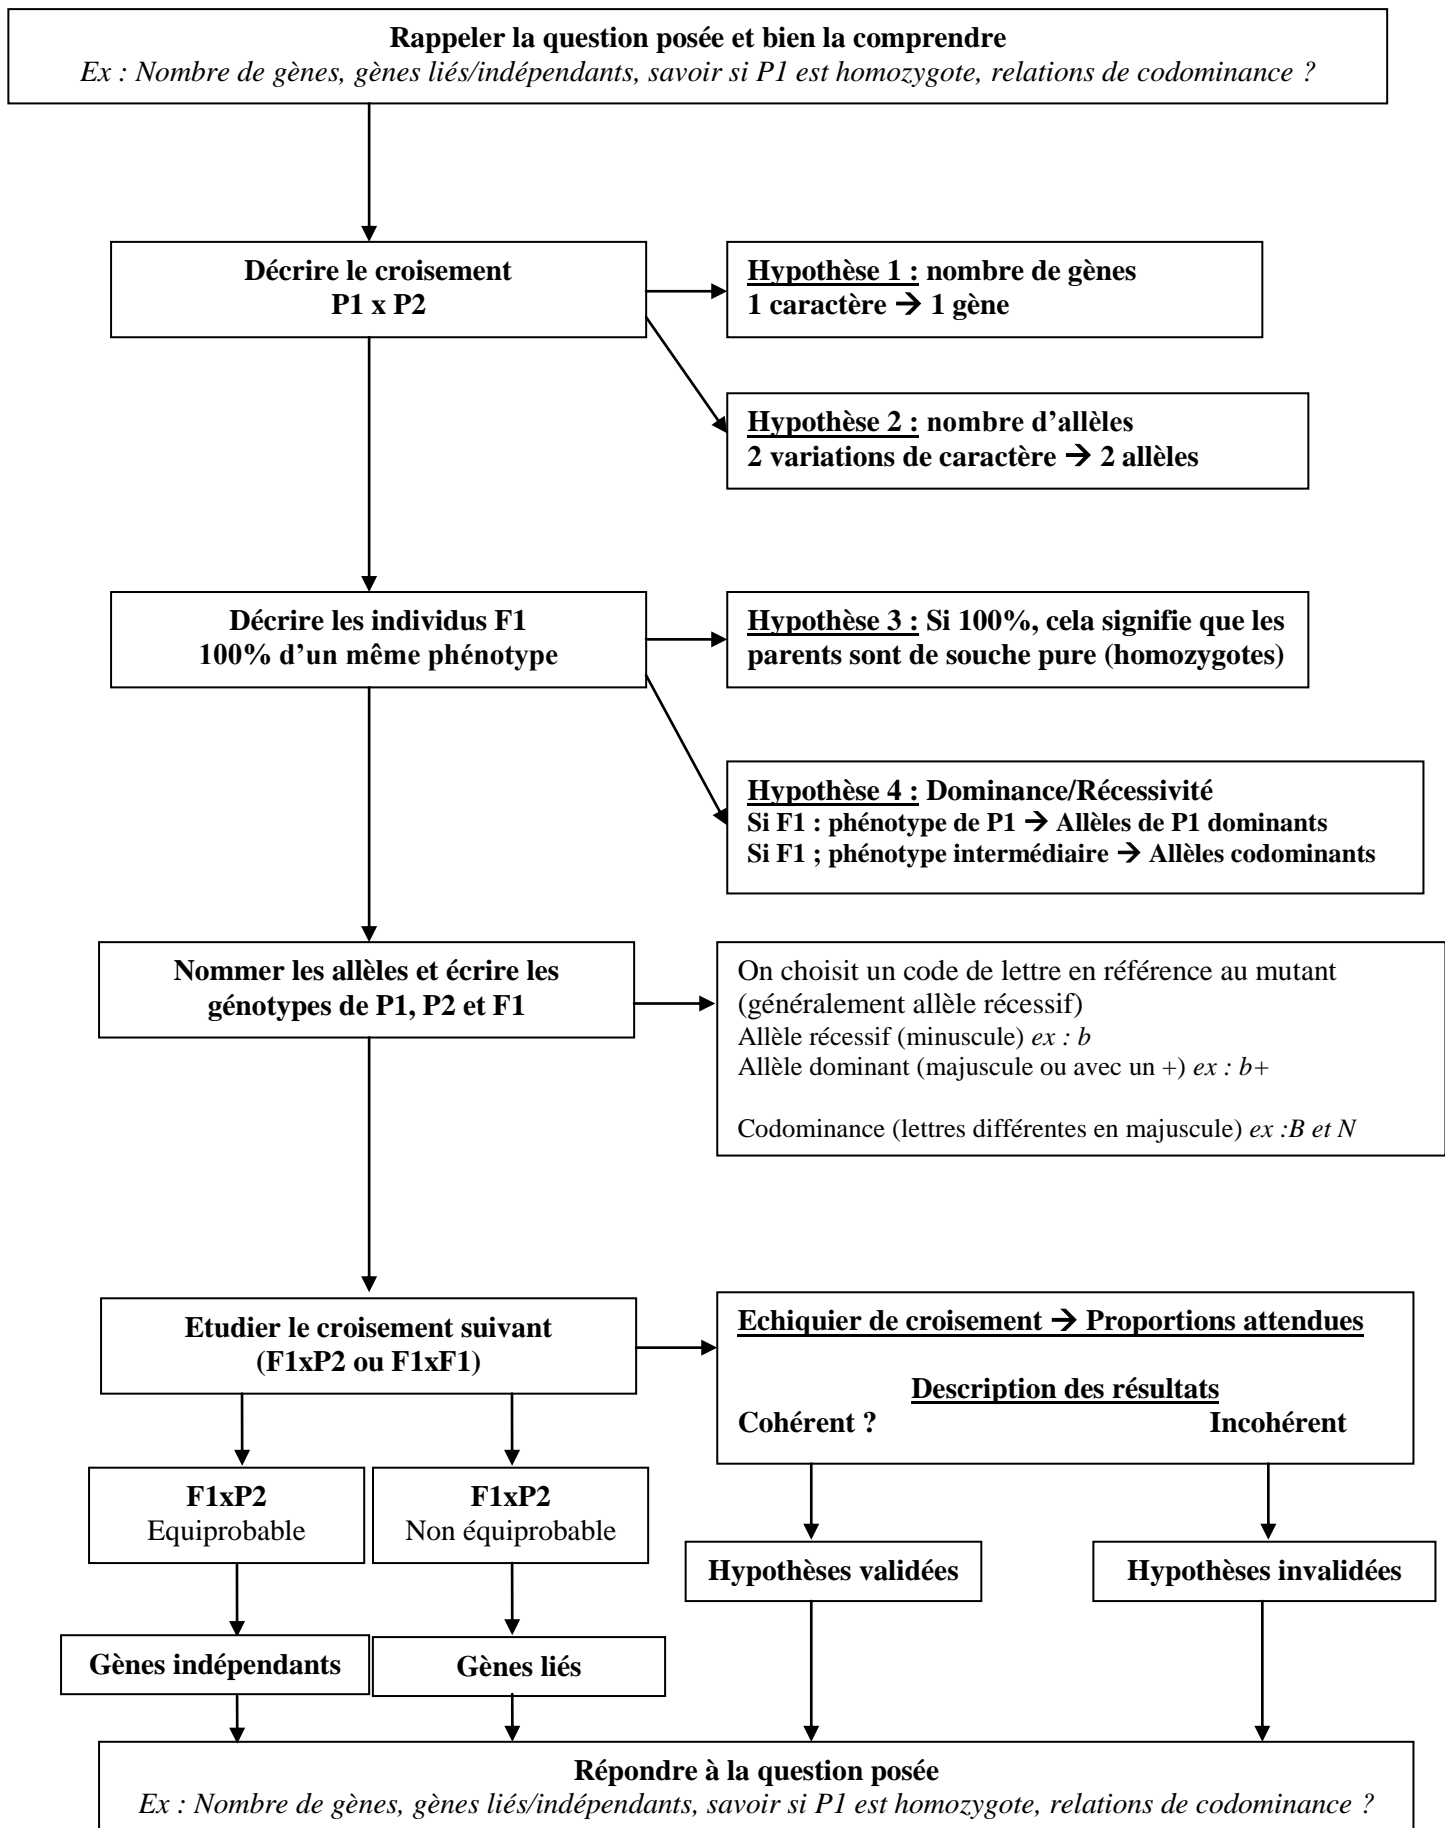 Rappeler la question posée et bien la comprendre
Ex : Nombre de gènes, gènes liés/indépendants, savoir si P1 est homozygote, relations de codominance ?
Décrire le croisement
P1 x P2
Hypothèse 1 : nombre de gènes
1 caractère → 1 gène
Hypothèse 2 : nombre d’allèles
2 variations de caractère → 2 allèles
Décrire les individus F1
100% d’un même phénotype
Hypothèse 3 : Si 100%, cela signifie que les
parents sont de souche pure (homozygotes)
Hypothèse 4 : Dominance/Récessivité
Si F1 : phénotype de P1 → Allèles de P1 dominants
Si F1 ; phénotype intermédiaire → Allèles codominants
Nommer les allèles et écrire les
génotypes de P1, P2 et F1
On choisit un code de lettre en référence au mutant
(généralement allèle récessif)
Allèle récessif (minuscule) ex : b
Allèle dominant (majuscule ou avec un +) ex : b+
Codominance (lettres différentes en majuscule) ex :B et N
Etudier le croisement suivant
(F1xP2 ou F1xF1)
Echiquier de croisement → Proportions attendues
Description des résultats
Cohérent ? Incohérent
F1xP2
Equiprobable
F1xP2
Non équiprobable
Hypothèses validées
Hypothèses invalidées
Gènes indépendants
Gènes liés
Répondre à la question posée
Ex : Nombre de gènes, gènes liés/indépendants, savoir si P1 est homozygote, relations de codominance ?